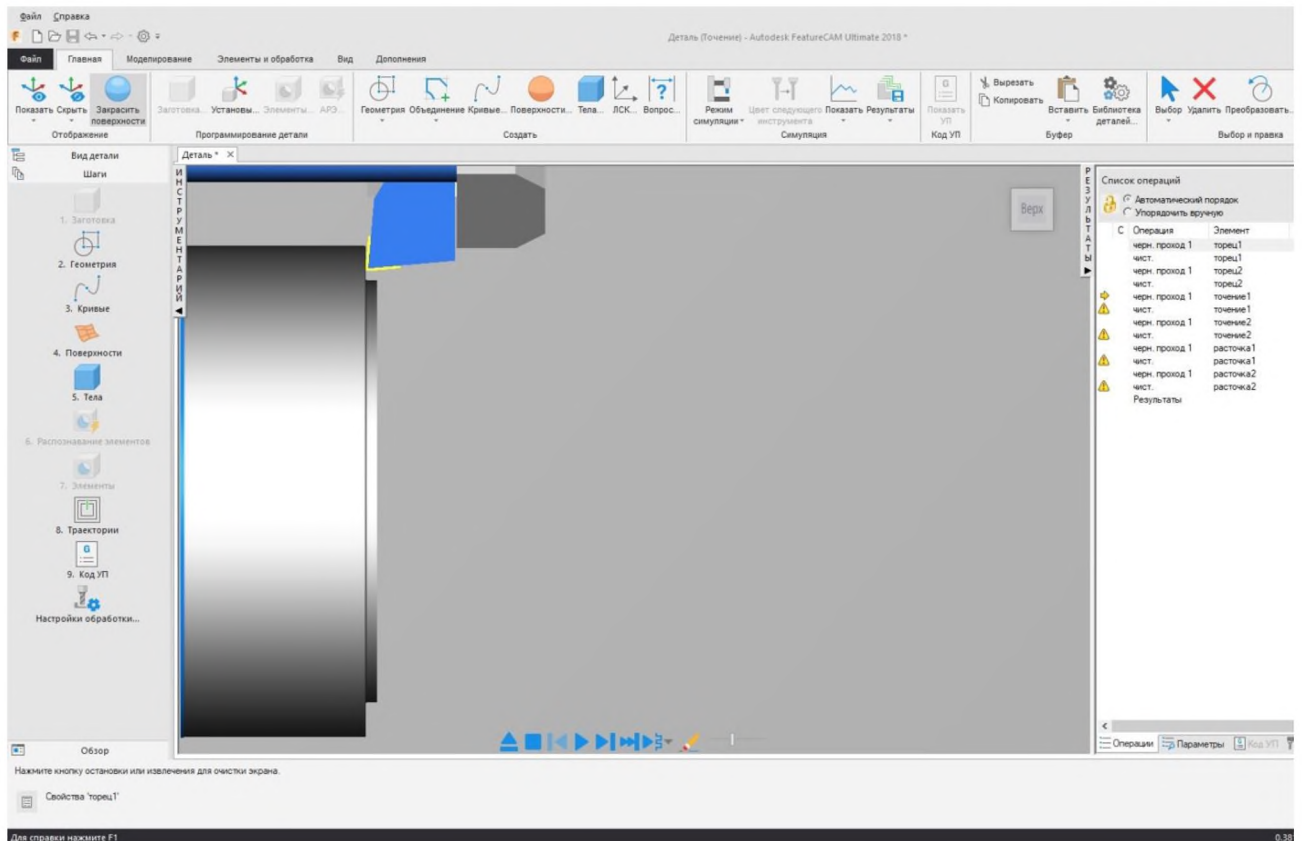 Файл Справка
Деталь (Точение) - Autodesk FeatureCAM Ultimate 2018 *
Файл Главная Моделирование Элементы и обработка Вид Дополнения
Показать Скрыть Закрасить поверхности
Заготовка... Установы... Элементы... АРЭ...
Геометрия Объединение Кривые... Поверхности... Тела... ЛСК... Вопрос...
Режим симуляции Цвет следующего инструмента Показать Результаты
Показать УП
Вырезать
Копировать
Вставить Библиотека деталей...
Выбор Удалить Преобразовать...
Отображение Программирование детали Создать Симуляция Код УП Буфер Выбор и правка
Вид детали
Шаги
1. Заготовка
2. Геометрия
3. Кривые
4. Поверхности
5. Тела
6. Распознавание элементов
7. Элементы
8. Траектории
9. Код УП
Настройки обработки...
Обзор
Деталь *
ИНСТРУМЕНТАРИЙ
Верх
РЕЗУЛЬТАТЫ
Список операций
Автоматический порядок
Упорядочить вручную
С Операция Элемент
черн. проход 1 торец1
чист. торец1
черн. проход 1 торец2
чист. торец2
черн. проход 1 точение1
чист. точение1
черн. проход 1 точение2
чист. точение2
черн. проход 1 расточка1
чист. расточка1
черн. проход 1 расточка2
чист. расточка2
Результаты
Операции Параметры Код УП
Нажмите кнопку остановки или извлечения для очистки экрана.
Свойства 'торец1'
Для справки нажмите F1
0.38